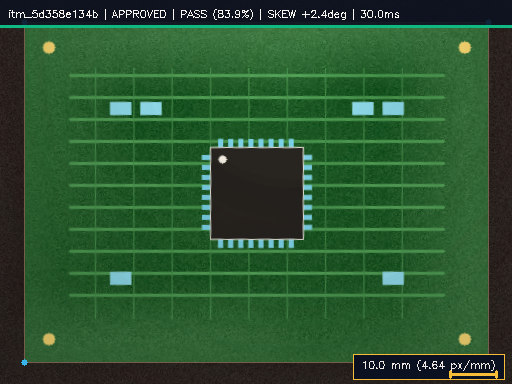 itm_5d358e134b | APPROVED | PASS (83.9%) | SKEW +2.4deg | 30.0ms
10.0 mm (4.64 px/mm)